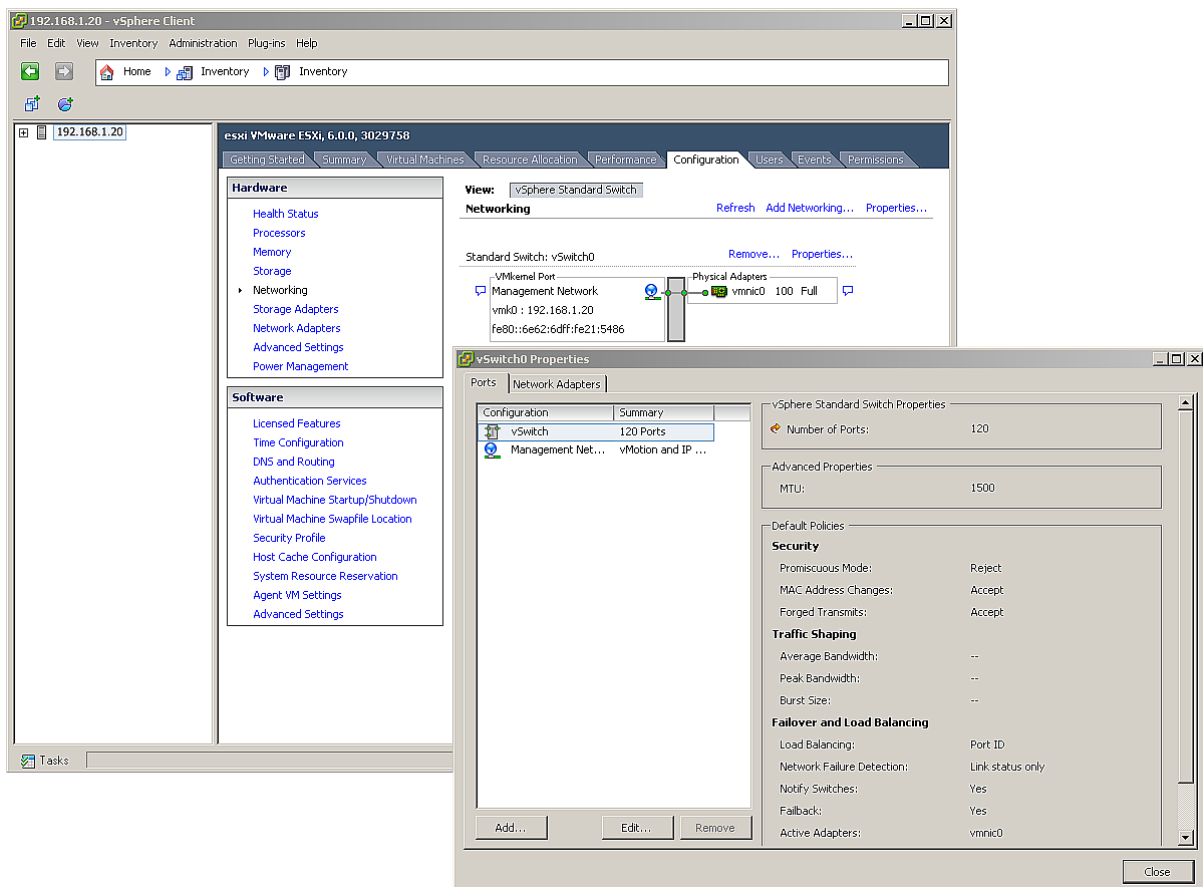 192.168.1.20 - vSphere Client
File Edit View Inventory Administration Plug-ins Help
Home Inventory Inventory
192.168.1.20
esxi VMware ESXi, 6.0.0, 3029758
Getting Started Summary Virtual Machines Resource Allocation Performance Configuration Users Events Permissions
Hardware
Health Status
Processors
Memory
Storage
Networking
Storage Adapters
Network Adapters
Advanced Settings
Power Management
Software
Licensed Features
Time Configuration
DNS and Routing
Authentication Services
Virtual Machine Startup/Shutdown
Virtual Machine Swapfile Location
Security Profile
Host Cache Configuration
System Resource Reservation
Agent VM Settings
Advanced Settings
View: vSphere Standard Switch
Networking Refresh Add Networking... Properties...
Standard Switch: vSwitch0 Remove... Properties...
VMkernel Port Physical Adapters
Management Network vmnic0 100 Full
vmk0 : 192.168.1.20
fe80::6e62:6dff:fe21:5486
Tasks
vSwitch0 Properties
Ports Network Adapters
Configuration Summary
vSwitch 120 Ports
Management Net... vMotion and IP ...
Add... Edit... Remove
vSphere Standard Switch Properties
Number of Ports: 120
Advanced Properties
MTU: 1500
Default Policies
Security
Promiscuous Mode: Reject
MAC Address Changes: Accept
Forged Transmits: Accept
Traffic Shaping
Average Bandwidth: --
Peak Bandwidth: --
Burst Size: --
Failover and Load Balancing
Load Balancing: Port ID
Network Failure Detection: Link status only
Notify Switches: Yes
Failback: Yes
Active Adapters: vmnic0
Close